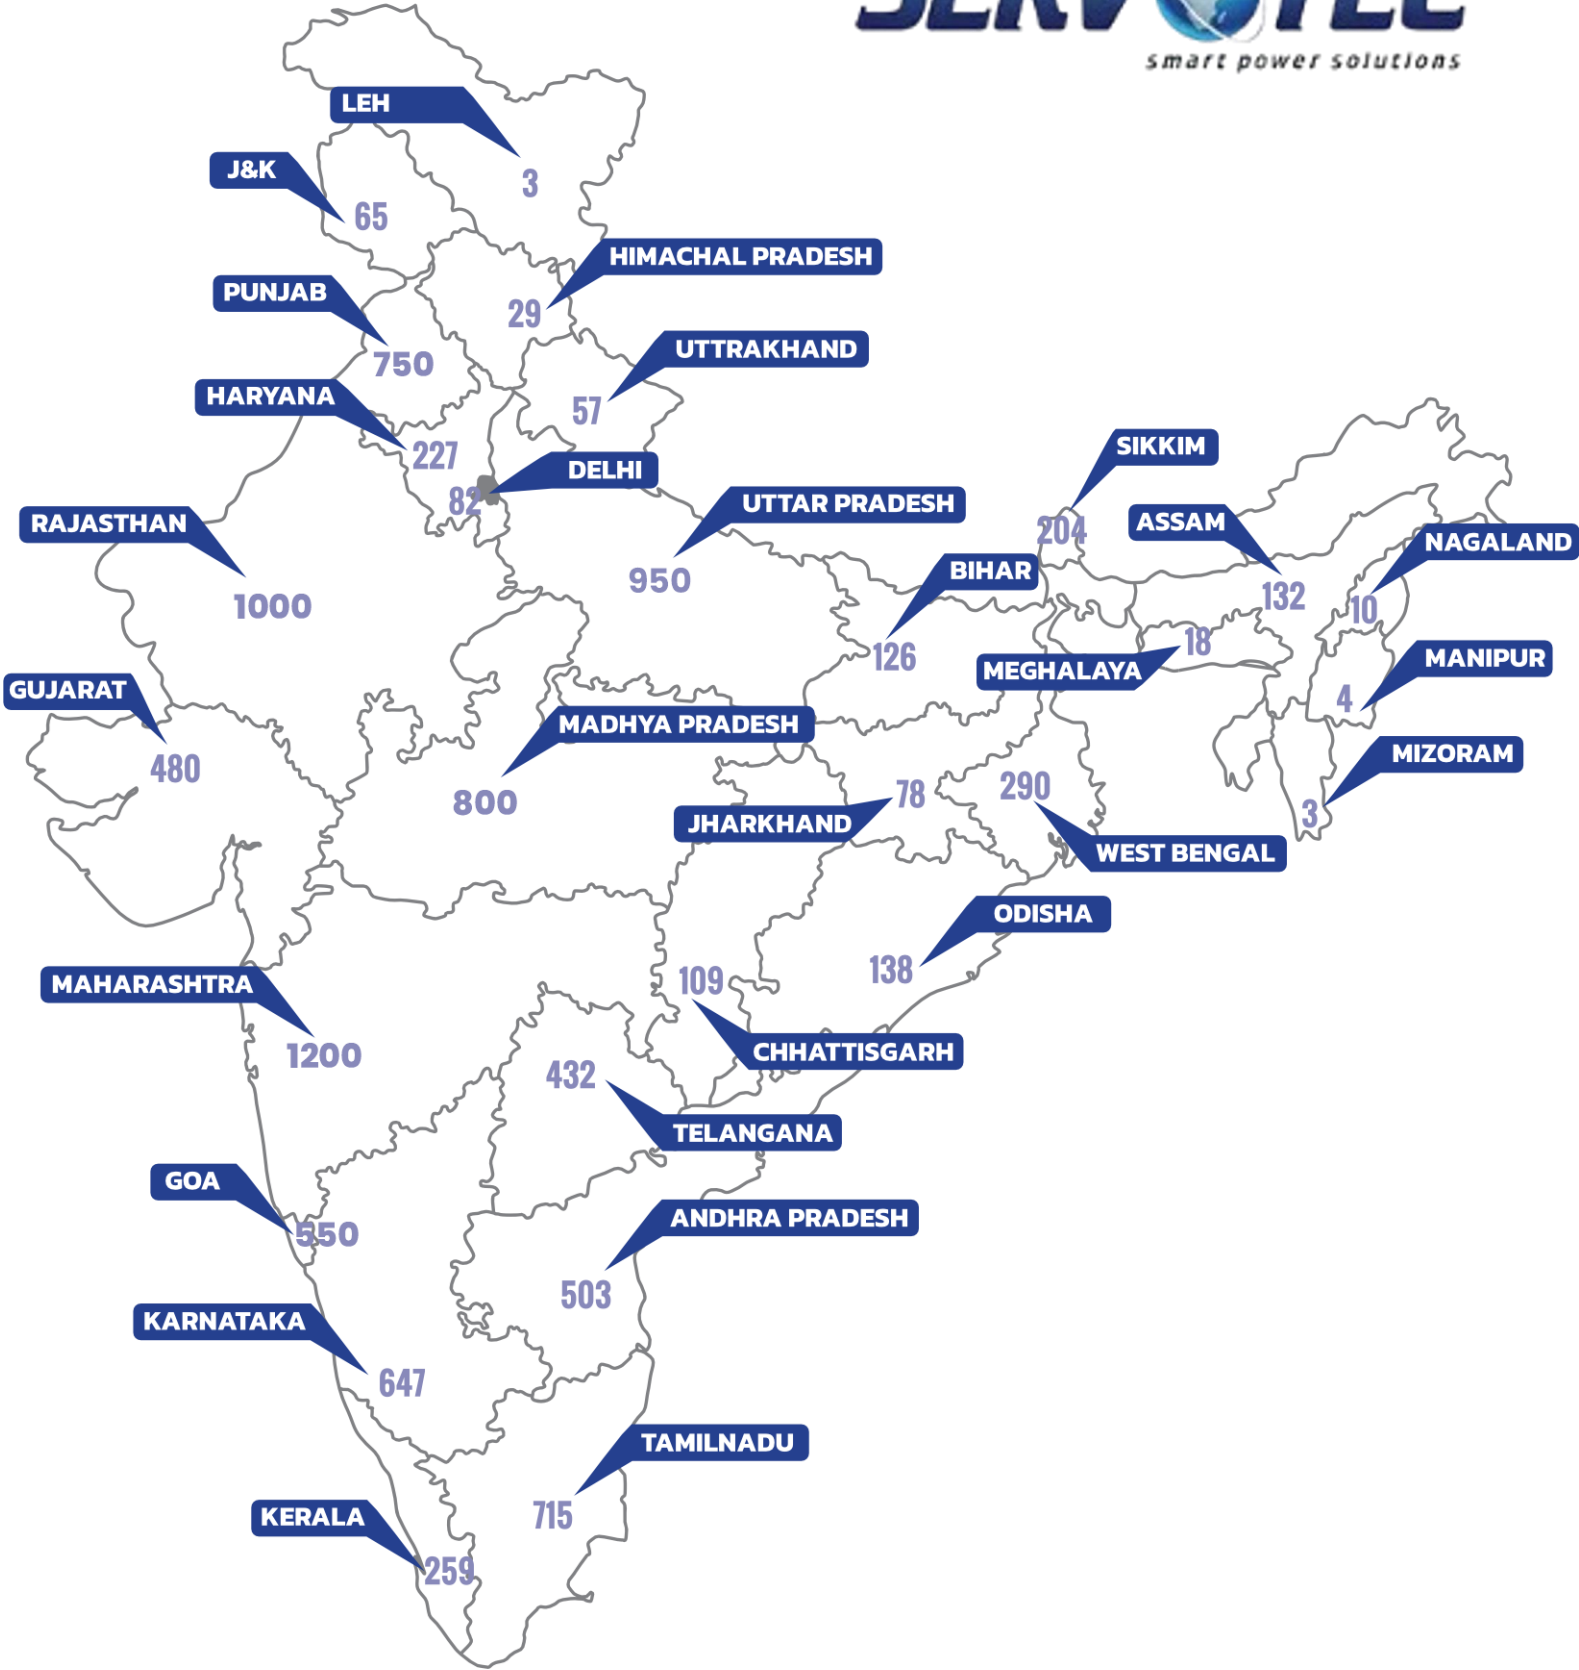 smart power solutions
LEH
3
J&K
65
HIMACHAL PRADESH
29
PUNJAB
750
UTTRAKHAND
57
HARYANA
227
DELHI
82
SIKKIM
204
UTTAR PRADESH
950
ASSAM
132
RAJASTHAN
1000
NAGALAND
10
BIHAR
126
MEGHALAYA
18
MANIPUR
4
GUJARAT
480
MADHYA PRADESH
800
MIZORAM
3
JHARKHAND
78
290
WEST BENGAL
ODISHA
138
MAHARASHTRA
1200
109
CHHATTISGARH
432
TELANGANA
GOA
550
ANDHRA PRADESH
503
KARNATAKA
647
TAMILNADU
715
KERALA
259